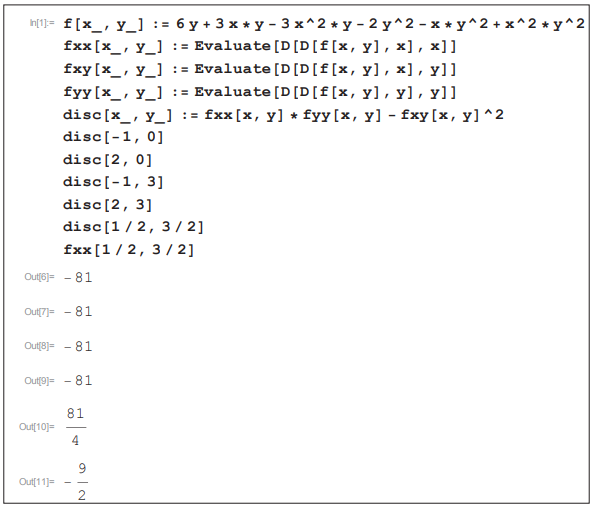 In[1]:= f[x_, y_] := 6 y + 3 x * y - 3 x^2 * y - 2 y^2 - x * y^2 + x^2 * y^2
fxx[x_, y_] := Evaluate[D[D[f[x, y], x], x]]
fxy[x_, y_] := Evaluate[D[D[f[x, y], x], y]]
fyy[x_, y_] := Evaluate[D[D[f[x, y], y], y]]
disc[x_, y_] := fxx[x, y] * fyy[x, y] - fxy[x, y]^2
disc[-1, 0]
disc[2, 0]
disc[-1, 3]
disc[2, 3]
disc[1/2, 3/2]
fxx[1/2, 3/2]
Out[6]= -81
Out[7]= -81
Out[8]= -81
Out[9]= -81
81
Out[10]=
4
9
Out[11]= -
2